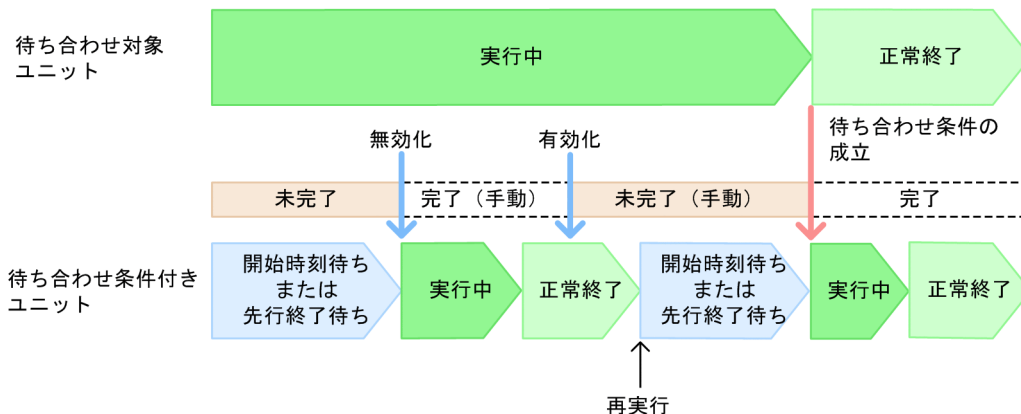 待ち合わせ対象
ユニット
実行中
正常終了
待ち合わせ条件の
成立
無効化
有効化
未完了
完了（手動）
未完了（手動）
完了
待ち合わせ条件付き
ユニット
開始時刻待ち
または
先行終了待ち
実行中
正常終了
開始時刻待ち
または
先行終了待ち
実行中
正常終了
再実行